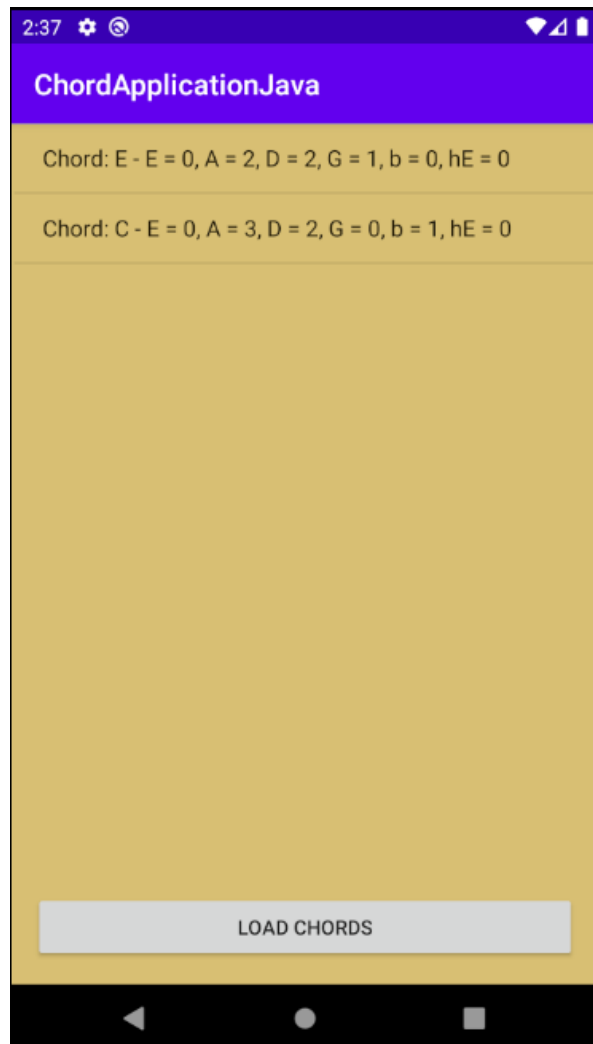 2:37
ChordApplicationJava
Chord: E - E = 0, A = 2, D = 2, G = 1, b = 0, hE = 0
Chord: C - E = 0, A = 3, D = 2, G = 0, b = 1, hE = 0
LOAD CHORDS